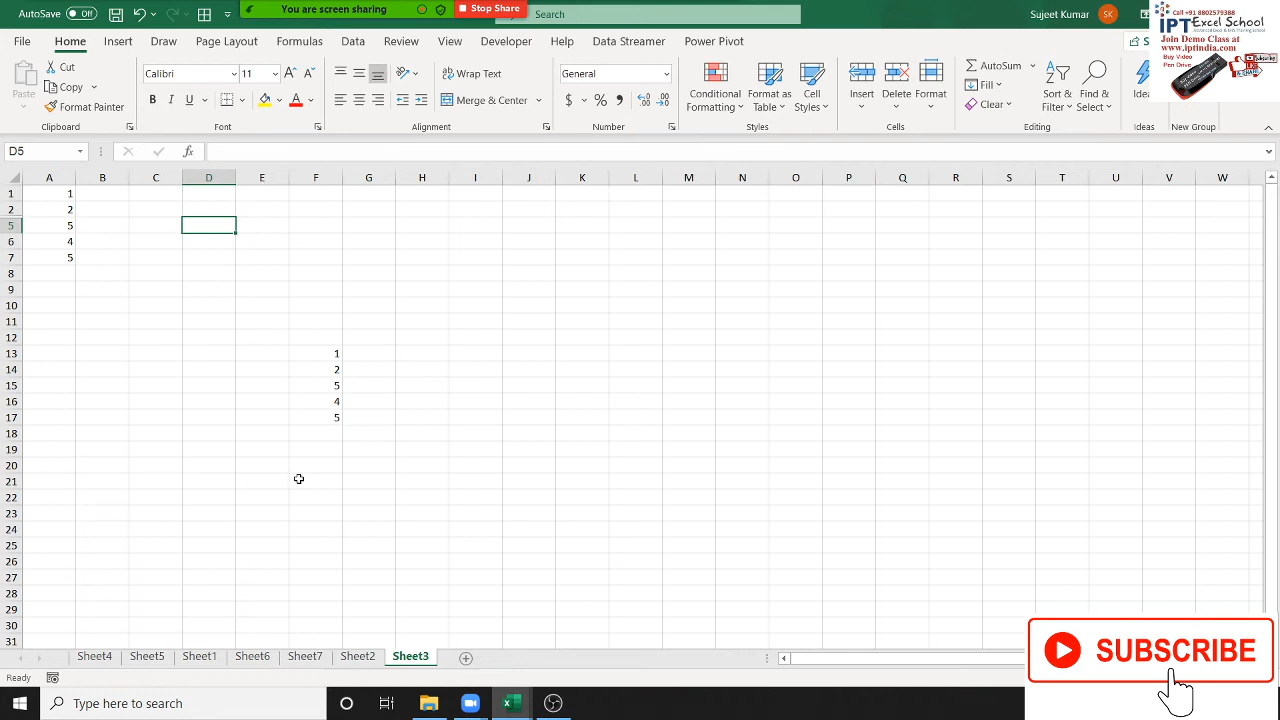 AutoSave Off
You are screen sharing
Stop Share
Search
Sujeet Kumar
SK
Call +91 8802579388
IPT Excel School
Join Demo Class at
www.iptindia.com
Buy Video
Pen Drive
File Home Insert Draw Page Layout Formulas Data Review View Developer Help Data Streamer Power Pivot
Cut
Copy
Format Painter
Paste
Clipboard
Calibri 11
B I U
Font
Wrap Text
Merge & Center
Alignment
General
$ %
Number
Conditional Formatting
Format as Table
Cell Styles
Styles
Insert Delete Format
Cells
AutoSum
Fill
Clear
Sort & Filter
Find & Select
Editing
Ideas
Ideas
New Group
D5
fx
A B C D E F G H I J K L M N O P Q R S T U V W
1 1
2 2
5 5
6 4
7 5
8
9
10
11
12
13 1
14 2
15 5
16 4
17 5
18
19
20
21
22
23
24
25
26
27
28
29
30
31
Sheet4 Sheet5 Sheet1 Sheet6 Sheet7 Sheet2 Sheet3
Ready
SUBSCRIBE
Type here to search